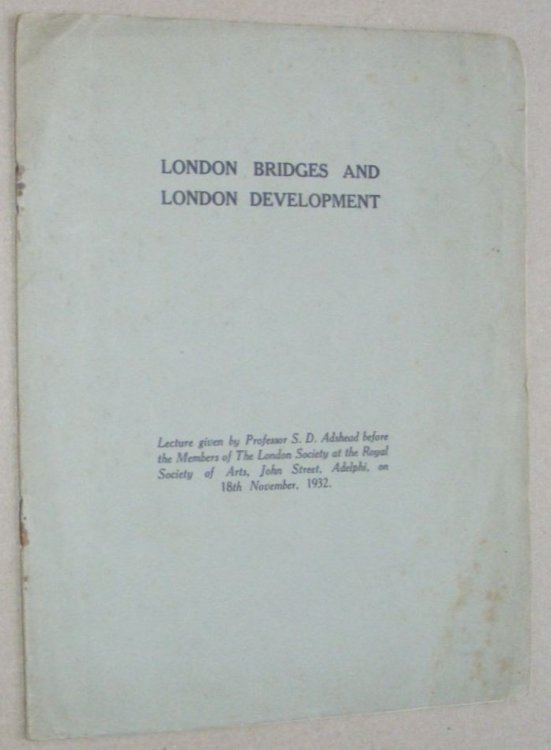 LONDON BRIDGES AND
LONDON DEVELOPMENT
Lecture given by Professor S. D. Adshead before
the Members of The London Society at the Royal
Society of Arts, John Street, Adelphi, on
18th November, 1932.